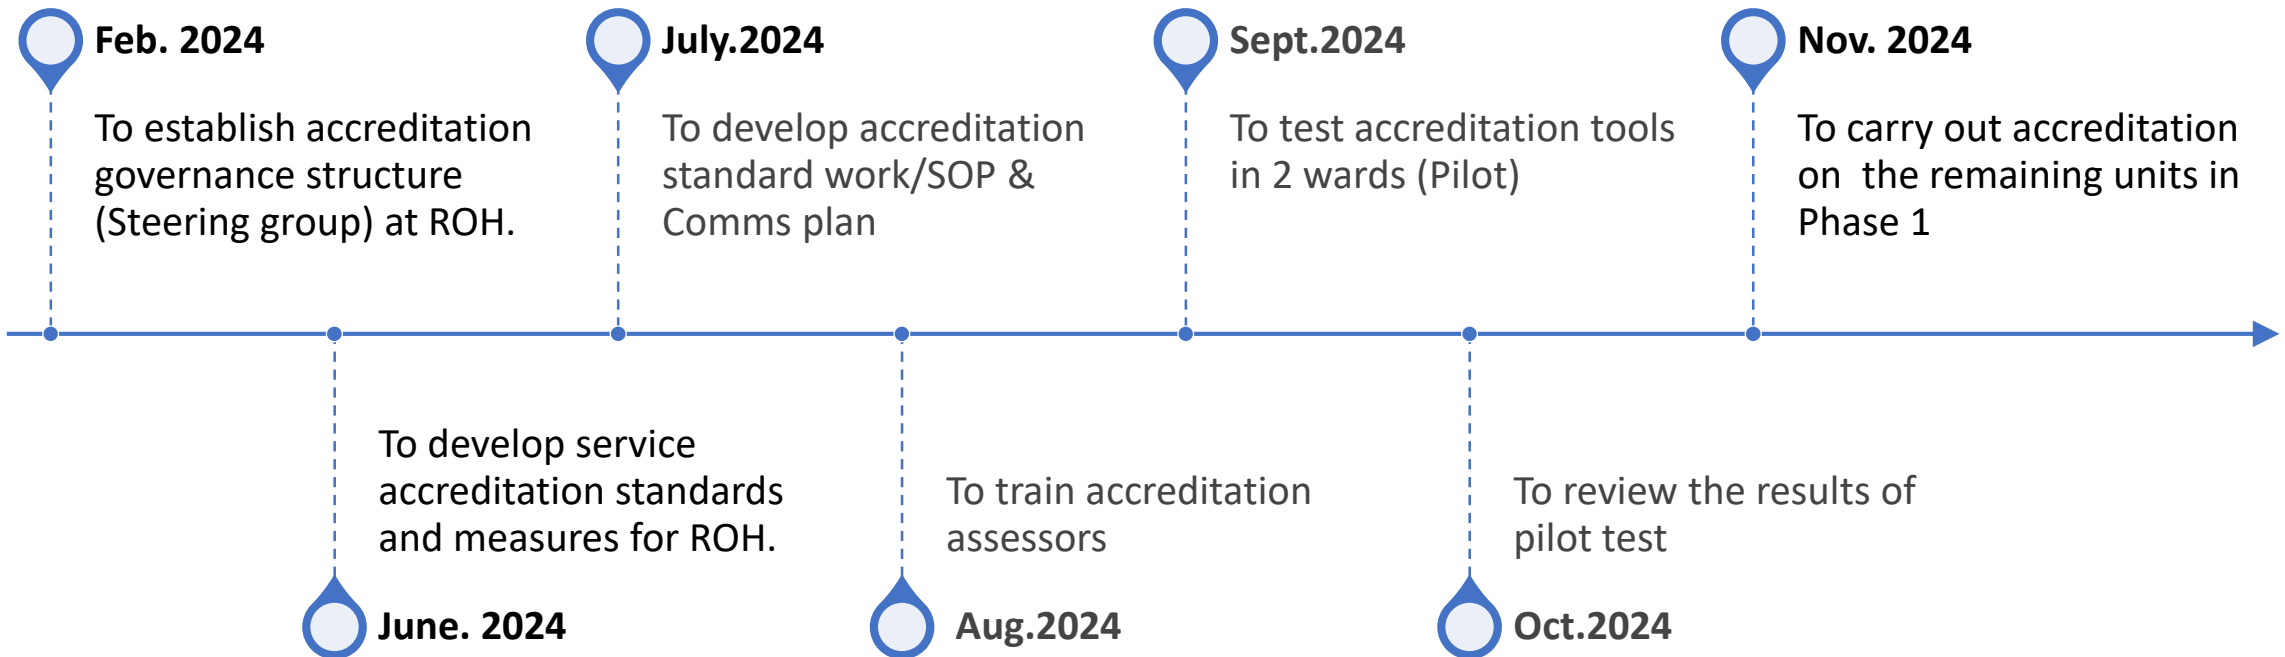 Feb. 2024
To establish accreditation
governance structure
(Steering group) at ROH.
June. 2024
To develop service
accreditation standards
and measures for ROH.
July.2024
To develop accreditation
standard work/SOP &
Comms plan
Aug.2024
To train accreditation
assessors
Sept.2024
To test accreditation tools
in 2 wards (Pilot)
Oct.2024
To review the results of
pilot test
Nov. 2024
To carry out accreditation
on  the remaining units in
Phase 1